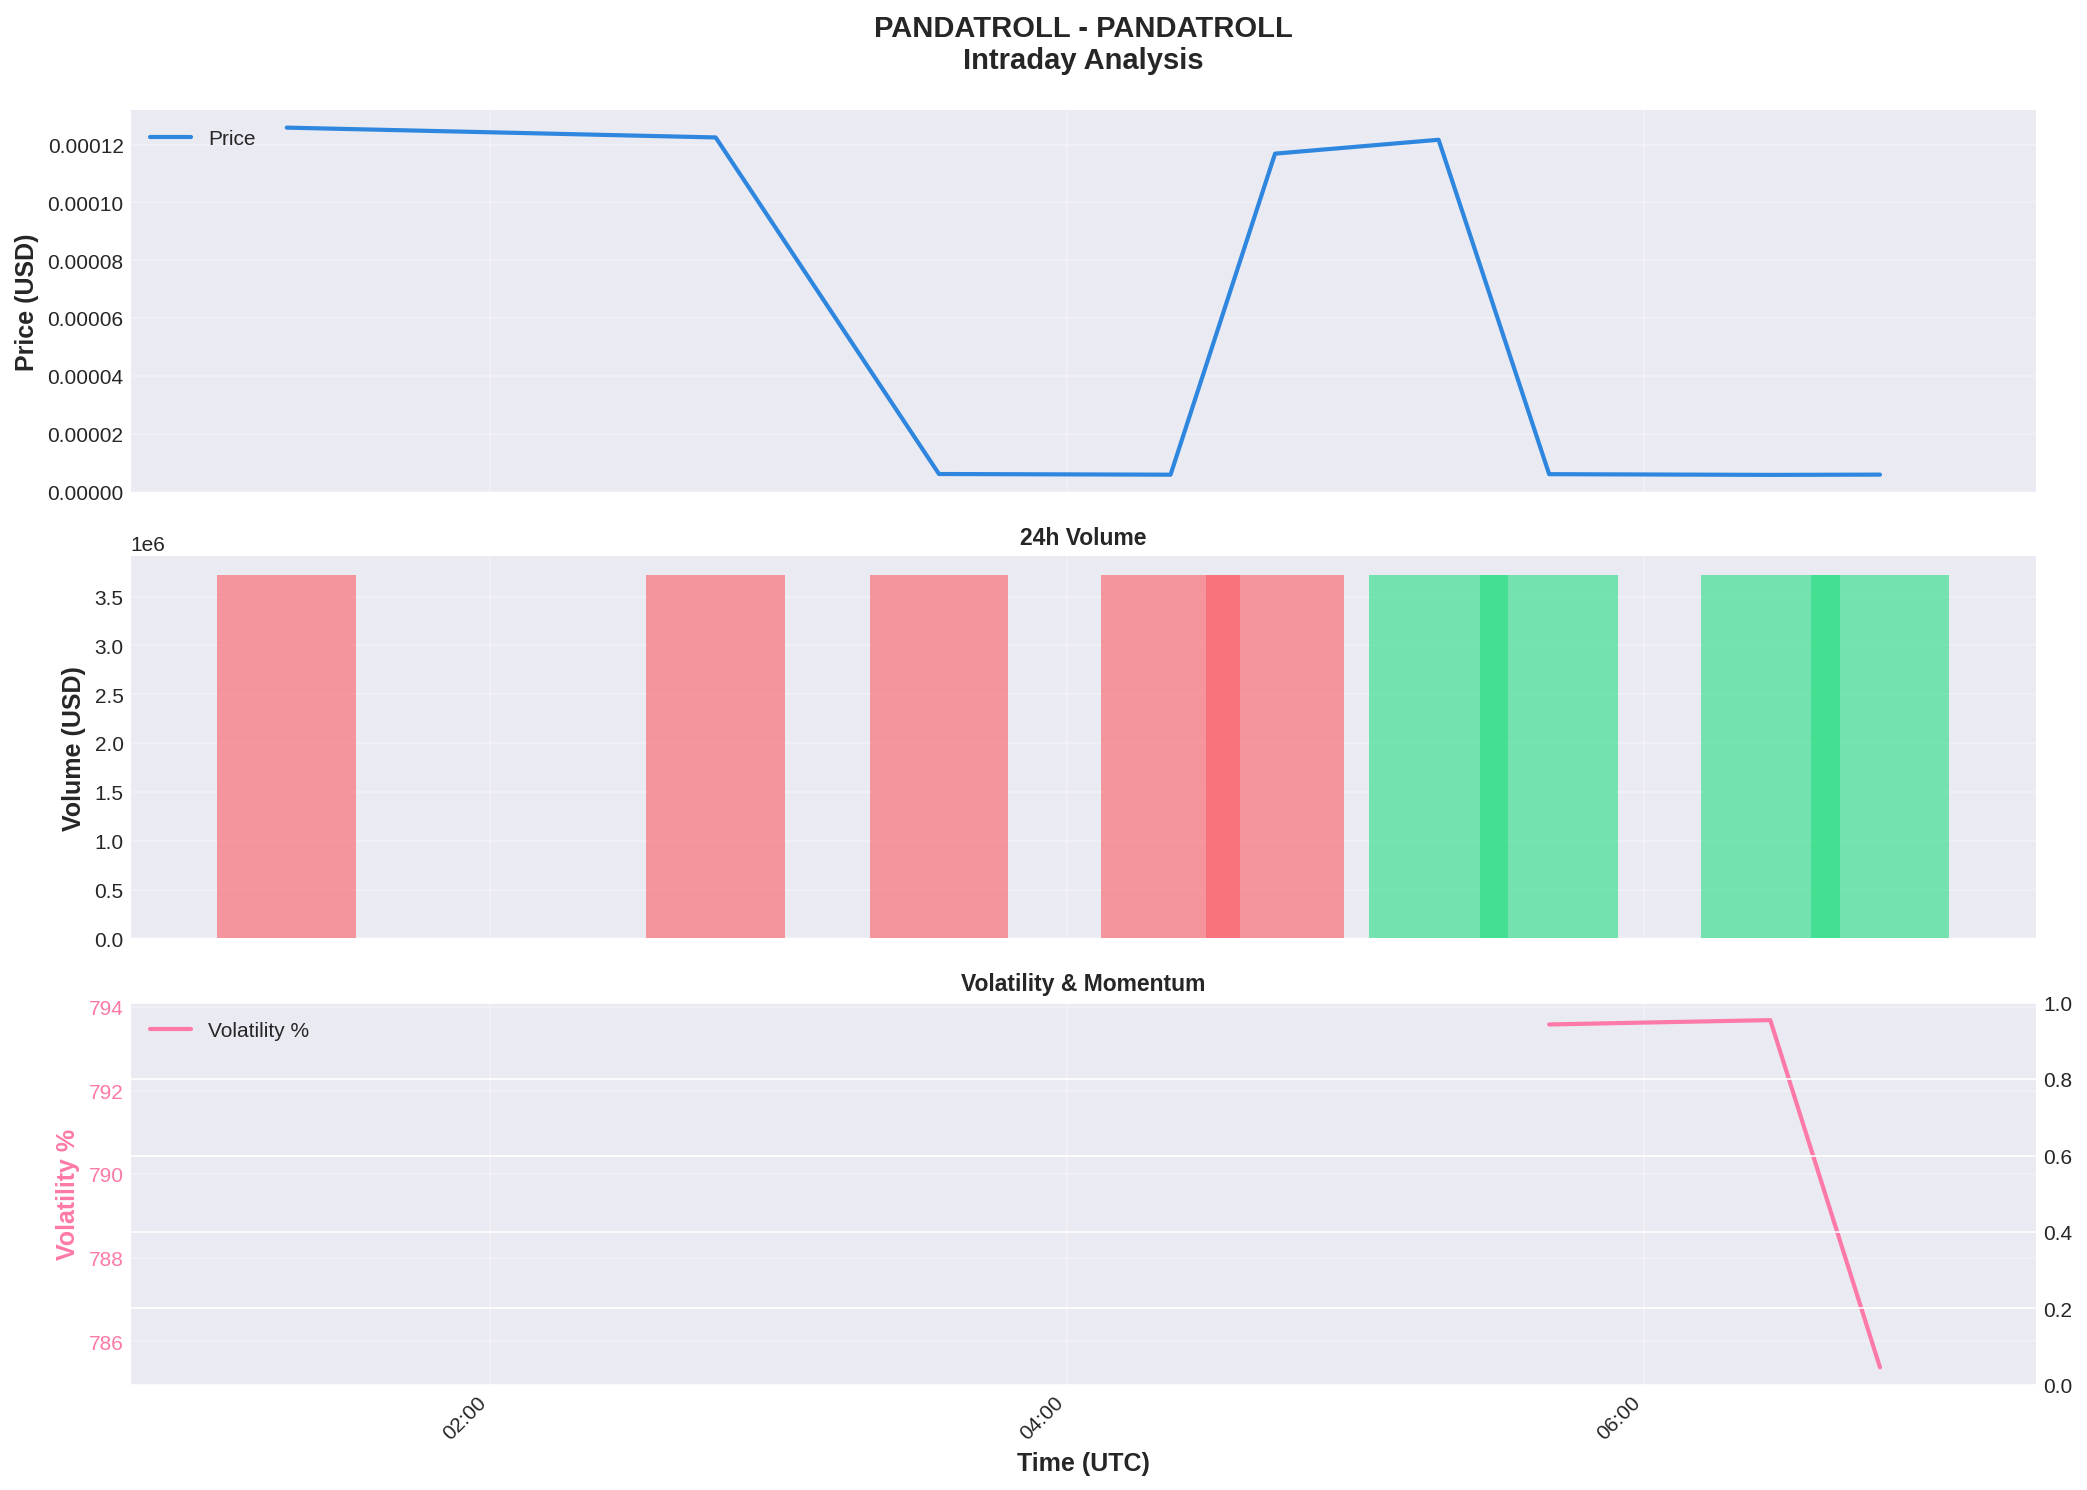 PANDATROLL - PANDATROLL
Intraday Analysis
Price
0.00012
0.00010
0.00008
0.00006
0.00004
0.00002
0.00000
Price (USD)
24h Volume
1e6
3.5
3.0
2.5
2.0
1.5
1.0
0.5
0.0
Volume (USD)
Volatility & Momentum
Volatility %
794
792
790
788
786
Volatility %
1.0
0.8
0.6
0.4
0.2
0.0
02:00
04:00
06:00
Time (UTC)